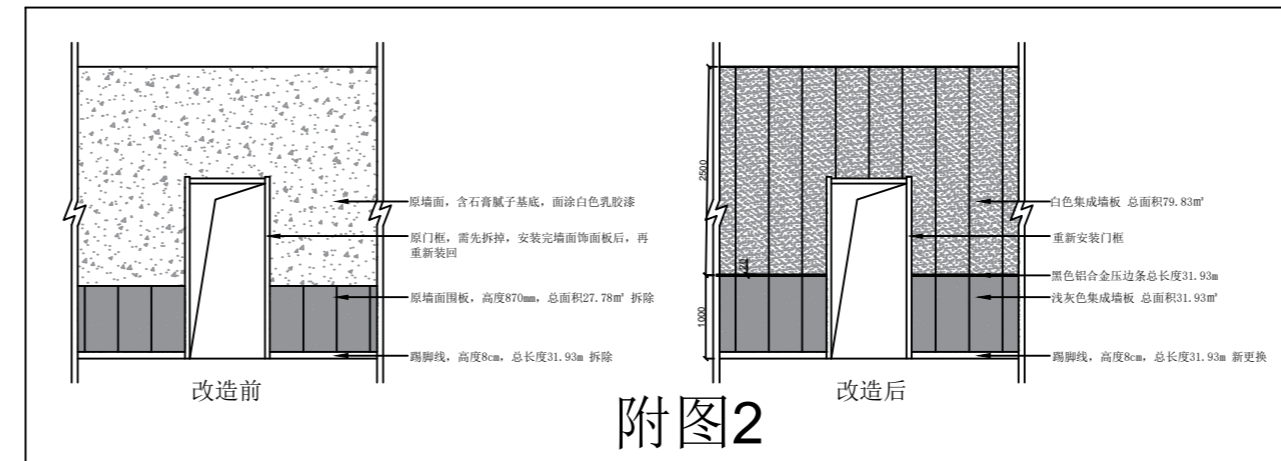 原墙面，含石膏腻子基底，面涂白色乳胶漆
原门框，需先拆掉，安装完墙面饰面板后，再
重新装回
原墙面围板，高度870mm，总面积27.78㎡ 拆除
踢脚线，高度8cm，总长度31.93m 拆除
改造前
2500
1000
白色集成墙板 总面积79.83㎡
重新安装门框
黑色铝合金压边条总长度31.93m
浅灰色集成墙板 总面积31.93㎡
踢脚线，高度8cm，总长度31.93m 新更换
改造后
附图2